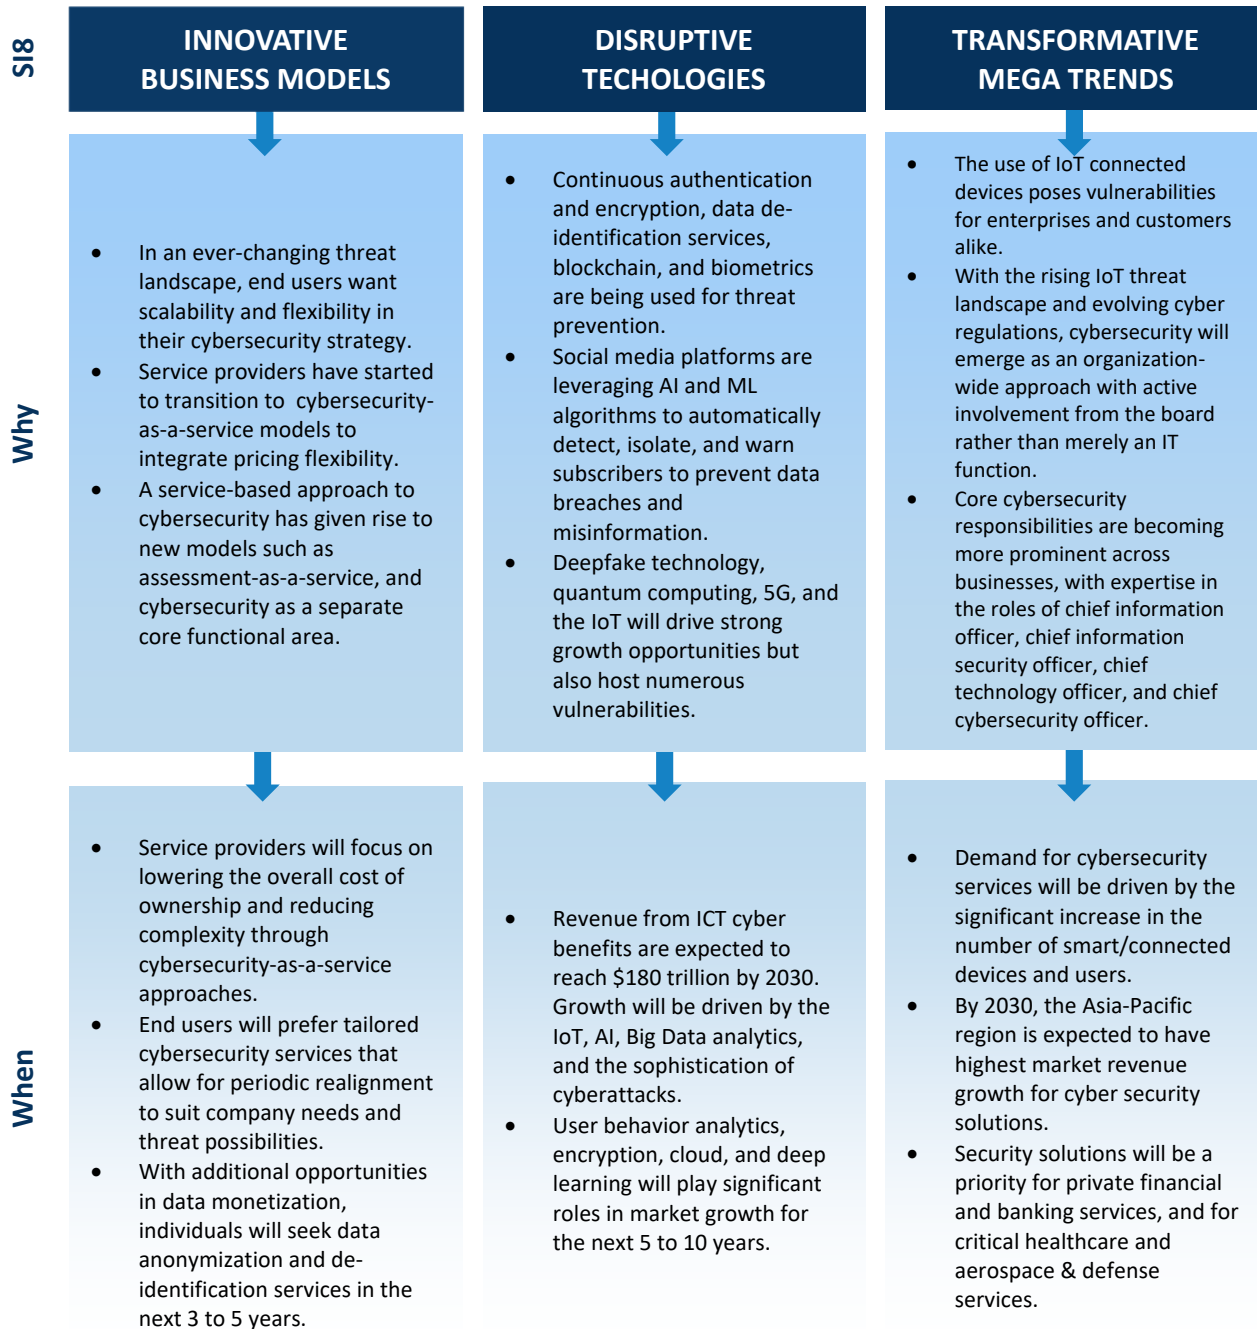 SI8
INNOVATIVE
BUSINESS MODELS
DISRUPTIVE
TECHOLOGIES
TRANSFORMATIVE
MEGA TRENDS
Why
• In an ever-changing threat
landscape, end users want
scalability and flexibility in
their cybersecurity strategy.
• Service providers have started
to transition to cybersecurity-
as-a-service models to
integrate pricing flexibility.
• A service-based approach to
cybersecurity has given rise to
new models such as
assessment-as-a-service, and
cybersecurity as a separate
core functional area.
• Continuous authentication
and encryption, data de-
identification services,
blockchain, and biometrics
are being used for threat
prevention.
• Social media platforms are
leveraging AI and ML
algorithms to automatically
detect, isolate, and warn
subscribers to prevent data
breaches and
misinformation.
• Deepfake technology,
quantum computing, 5G, and
the IoT will drive strong
growth opportunities but
also host numerous
vulnerabilities.
• The use of IoT connected
devices poses vulnerabilities
for enterprises and customers
alike.
• With the rising IoT threat
landscape and evolving cyber
regulations, cybersecurity will
emerge as an organization-
wide approach with active
involvement from the board
rather than merely an IT
function.
• Core cybersecurity
responsibilities are becoming
more prominent across
businesses, with expertise in
the roles of chief information
officer, chief information
security officer, chief
technology officer, and chief
cybersecurity officer.
When
• Service providers will focus on
lowering the overall cost of
ownership and reducing
complexity through
cybersecurity-as-a-service
approaches.
• End users will prefer tailored
cybersecurity services that
allow for periodic realignment
to suit company needs and
threat possibilities.
• With additional opportunities
in data monetization,
individuals will seek data
anonymization and de-
identification services in the
next 3 to 5 years.
• Revenue from ICT cyber
benefits are expected to
reach $180 trillion by 2030.
Growth will be driven by the
IoT, AI, Big Data analytics,
and the sophistication of
cyberattacks.
• User behavior analytics,
encryption, cloud, and deep
learning will play significant
roles in market growth for
the next 5 to 10 years.
• Demand for cybersecurity
services will be driven by the
significant increase in the
number of smart/connected
devices and users.
• By 2030, the Asia-Pacific
region is expected to have
highest market revenue
growth for cyber security
solutions.
• Security solutions will be a
priority for private financial
and banking services, and for
critical healthcare and
aerospace & defense
services.